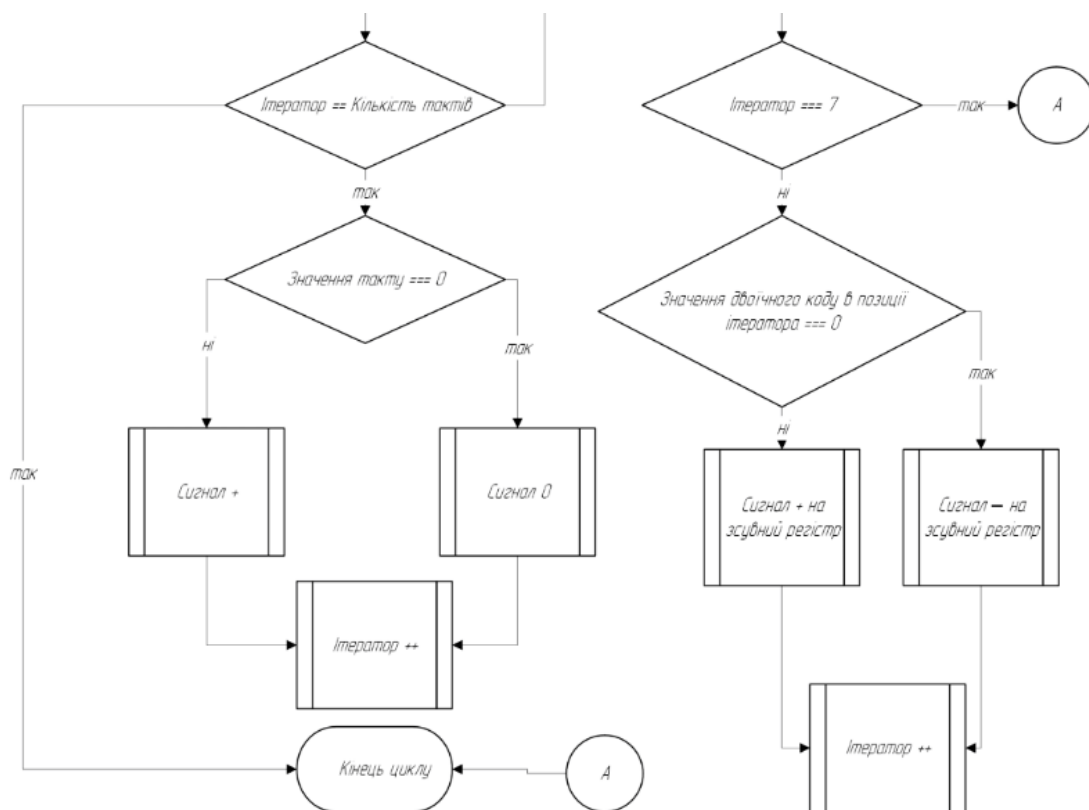 Ітератор == Кількість тактів
Ітератор === 7
так
А
так
ні
Значення такту === 0
Значення двоїчного коду в позиції
ітератора === 0
ні
так
так
ні
так
Сигнал +
Сигнал 0
Сигнал + на
зсувний регістр
Сигнал — на
зсувний регістр
Ітератор ++
Ітератор ++
Кінець циклу
А